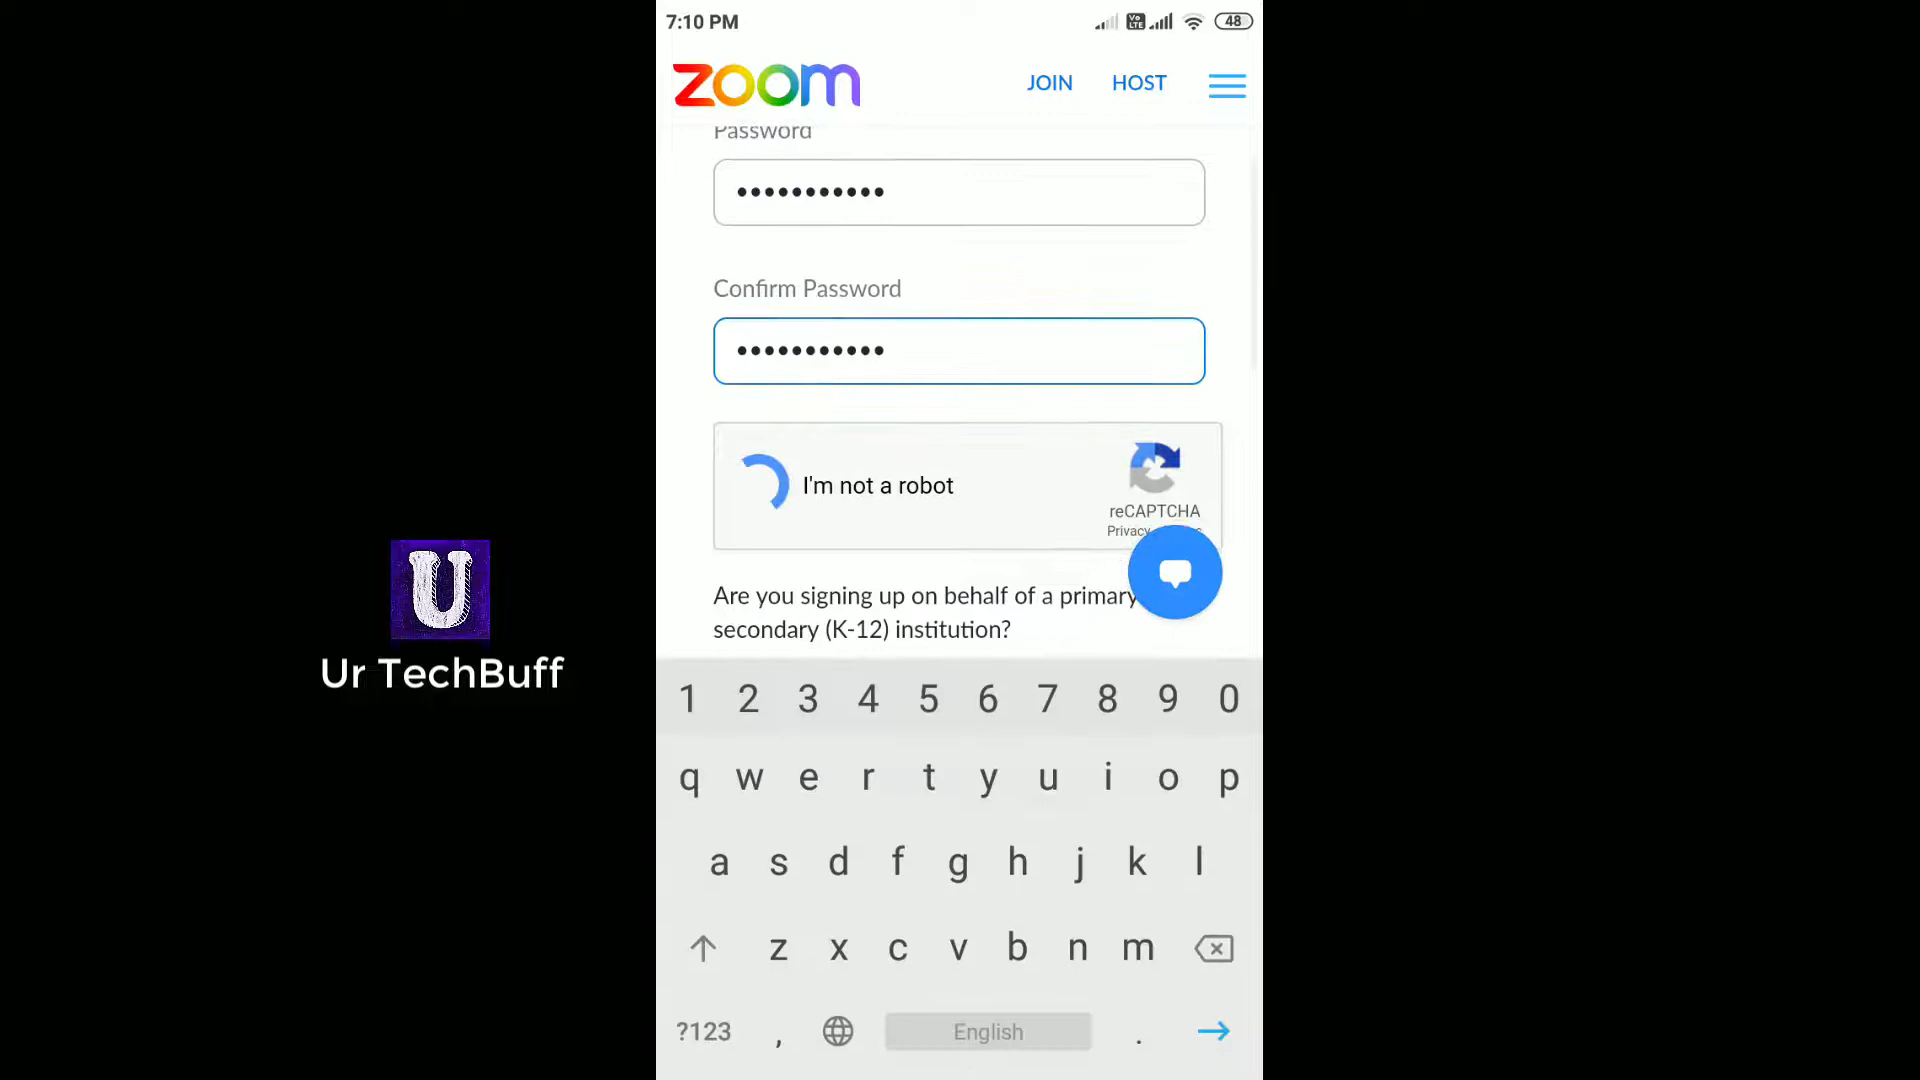 7:10 PM
Vo LTE
48
zoom
JOIN HOST
Password
•••••••••••
Confirm Password
•••••••••••
I'm not a robot
reCAPTCHA
Privacy
Are you signing up on behalf of a primary
secondary (K-12) institution?
U
Ur TechBuff
1 2 3 4 5 6 7 8 9 0
q w e r t y u i o p
a s d f g h j k l
z x c v b n m
?123 , English .